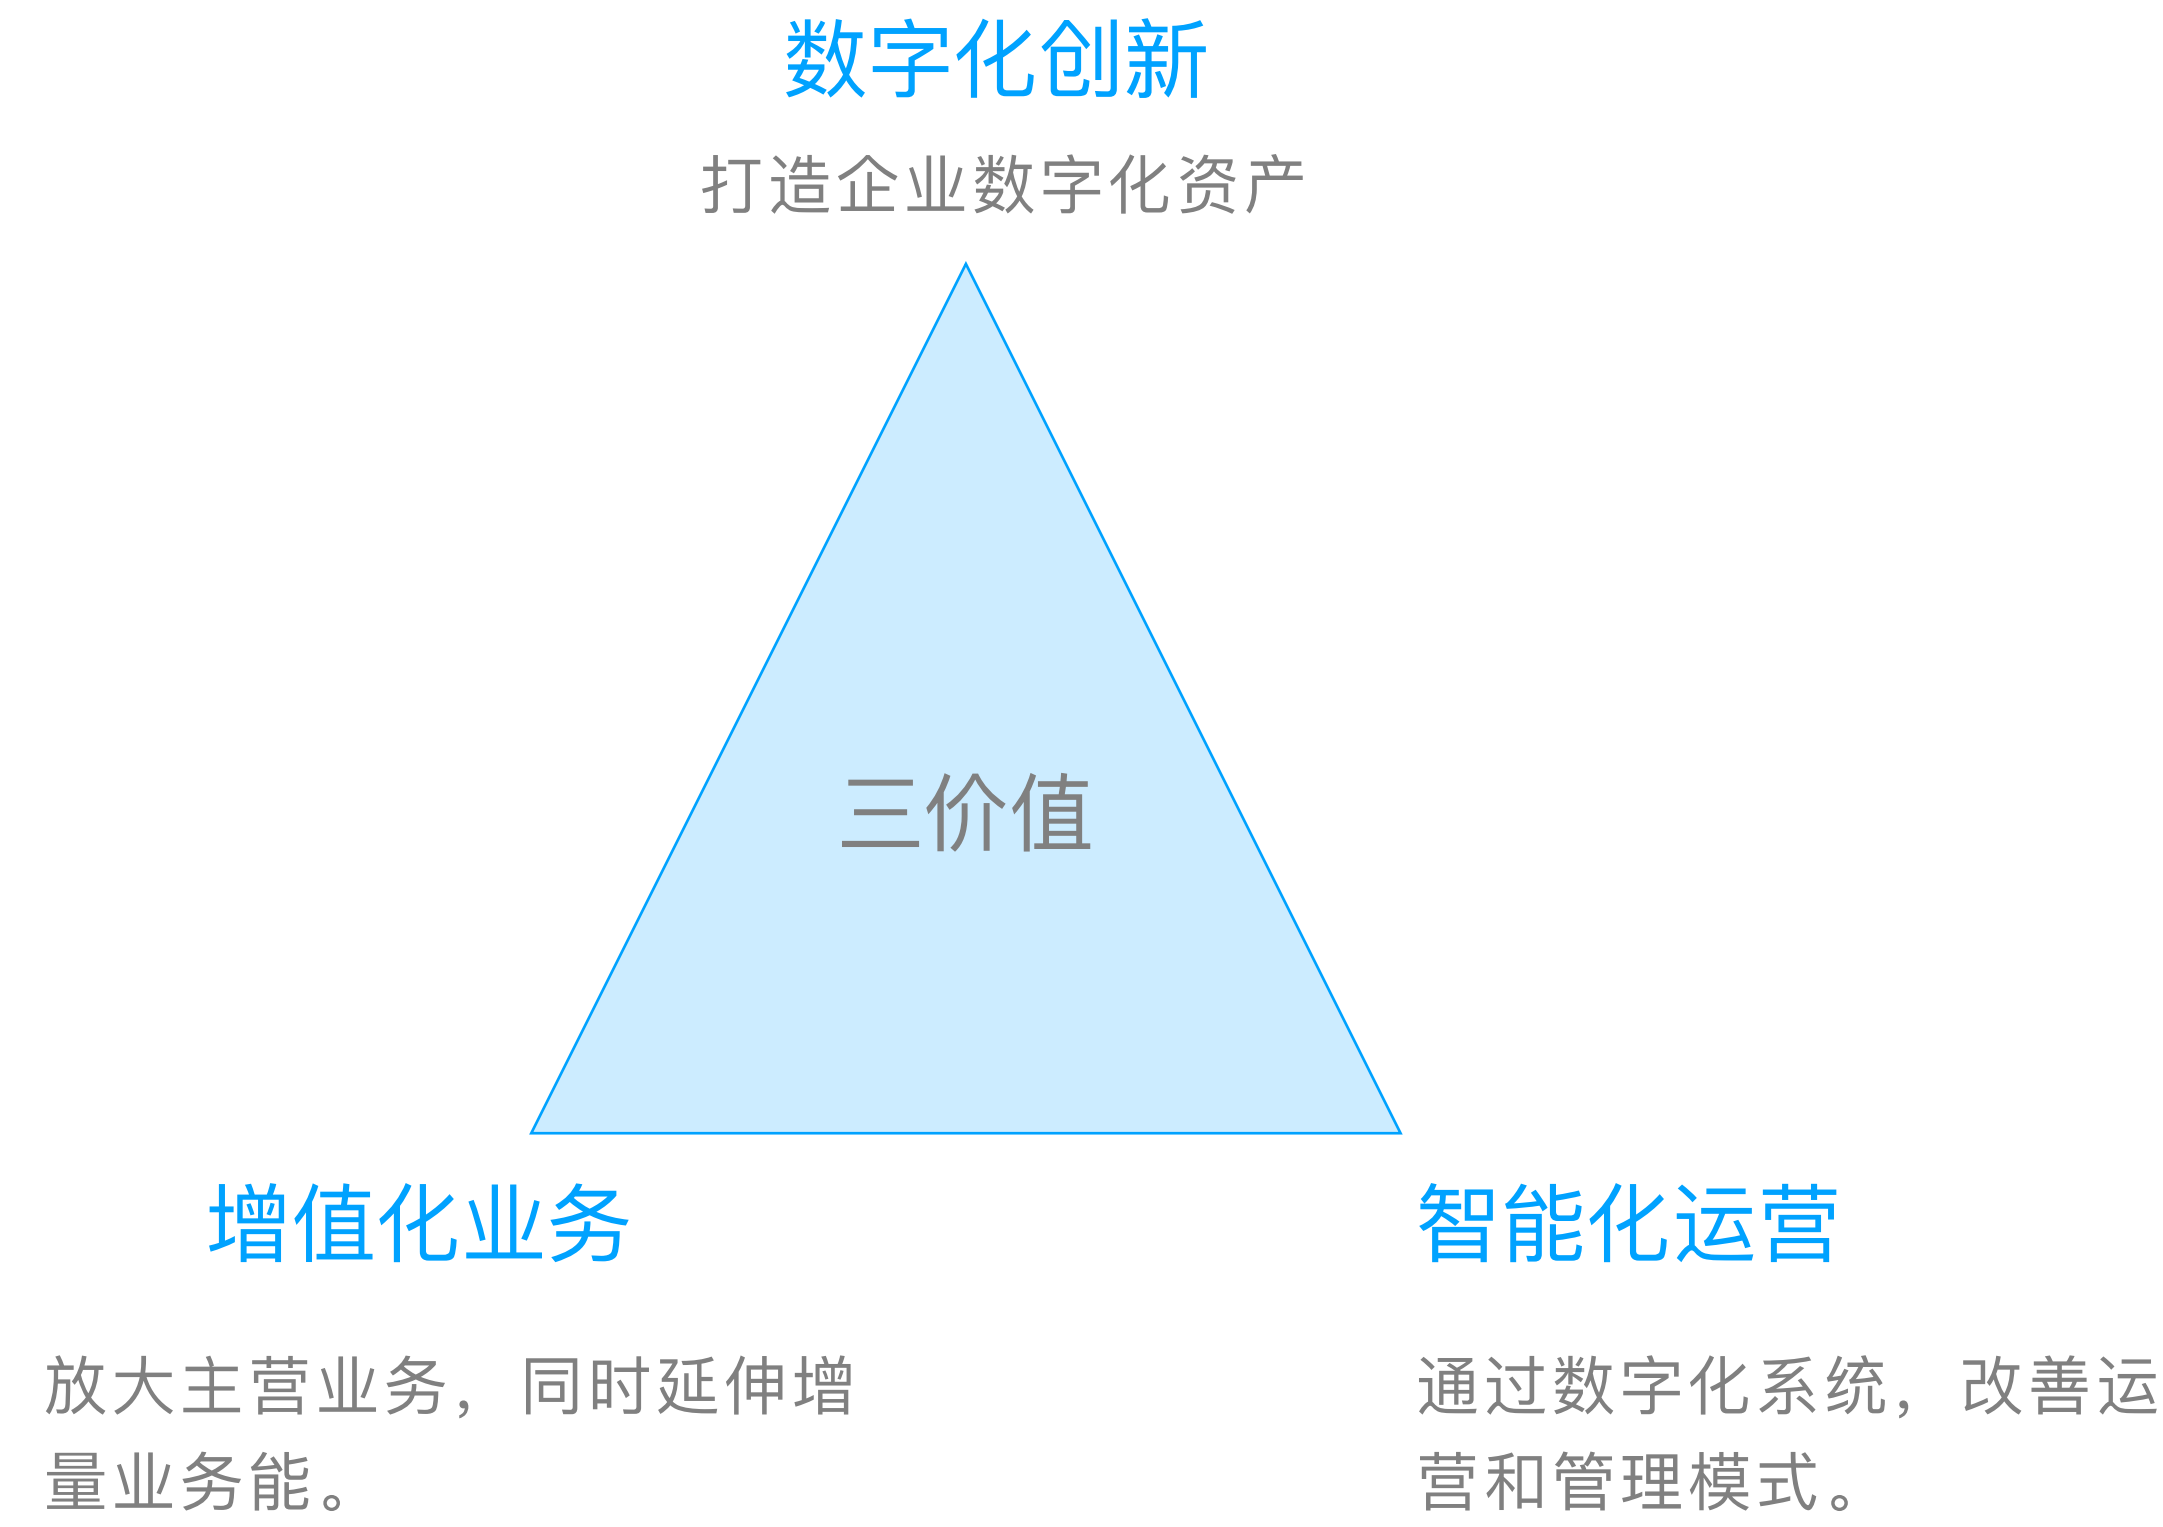 数字化创新
打造企业数字化资产
三价值
增值化业务
放大主营业务，同时延伸增
量业务能。
智能化运营
通过数字化系统，改善运
营和管理模式。